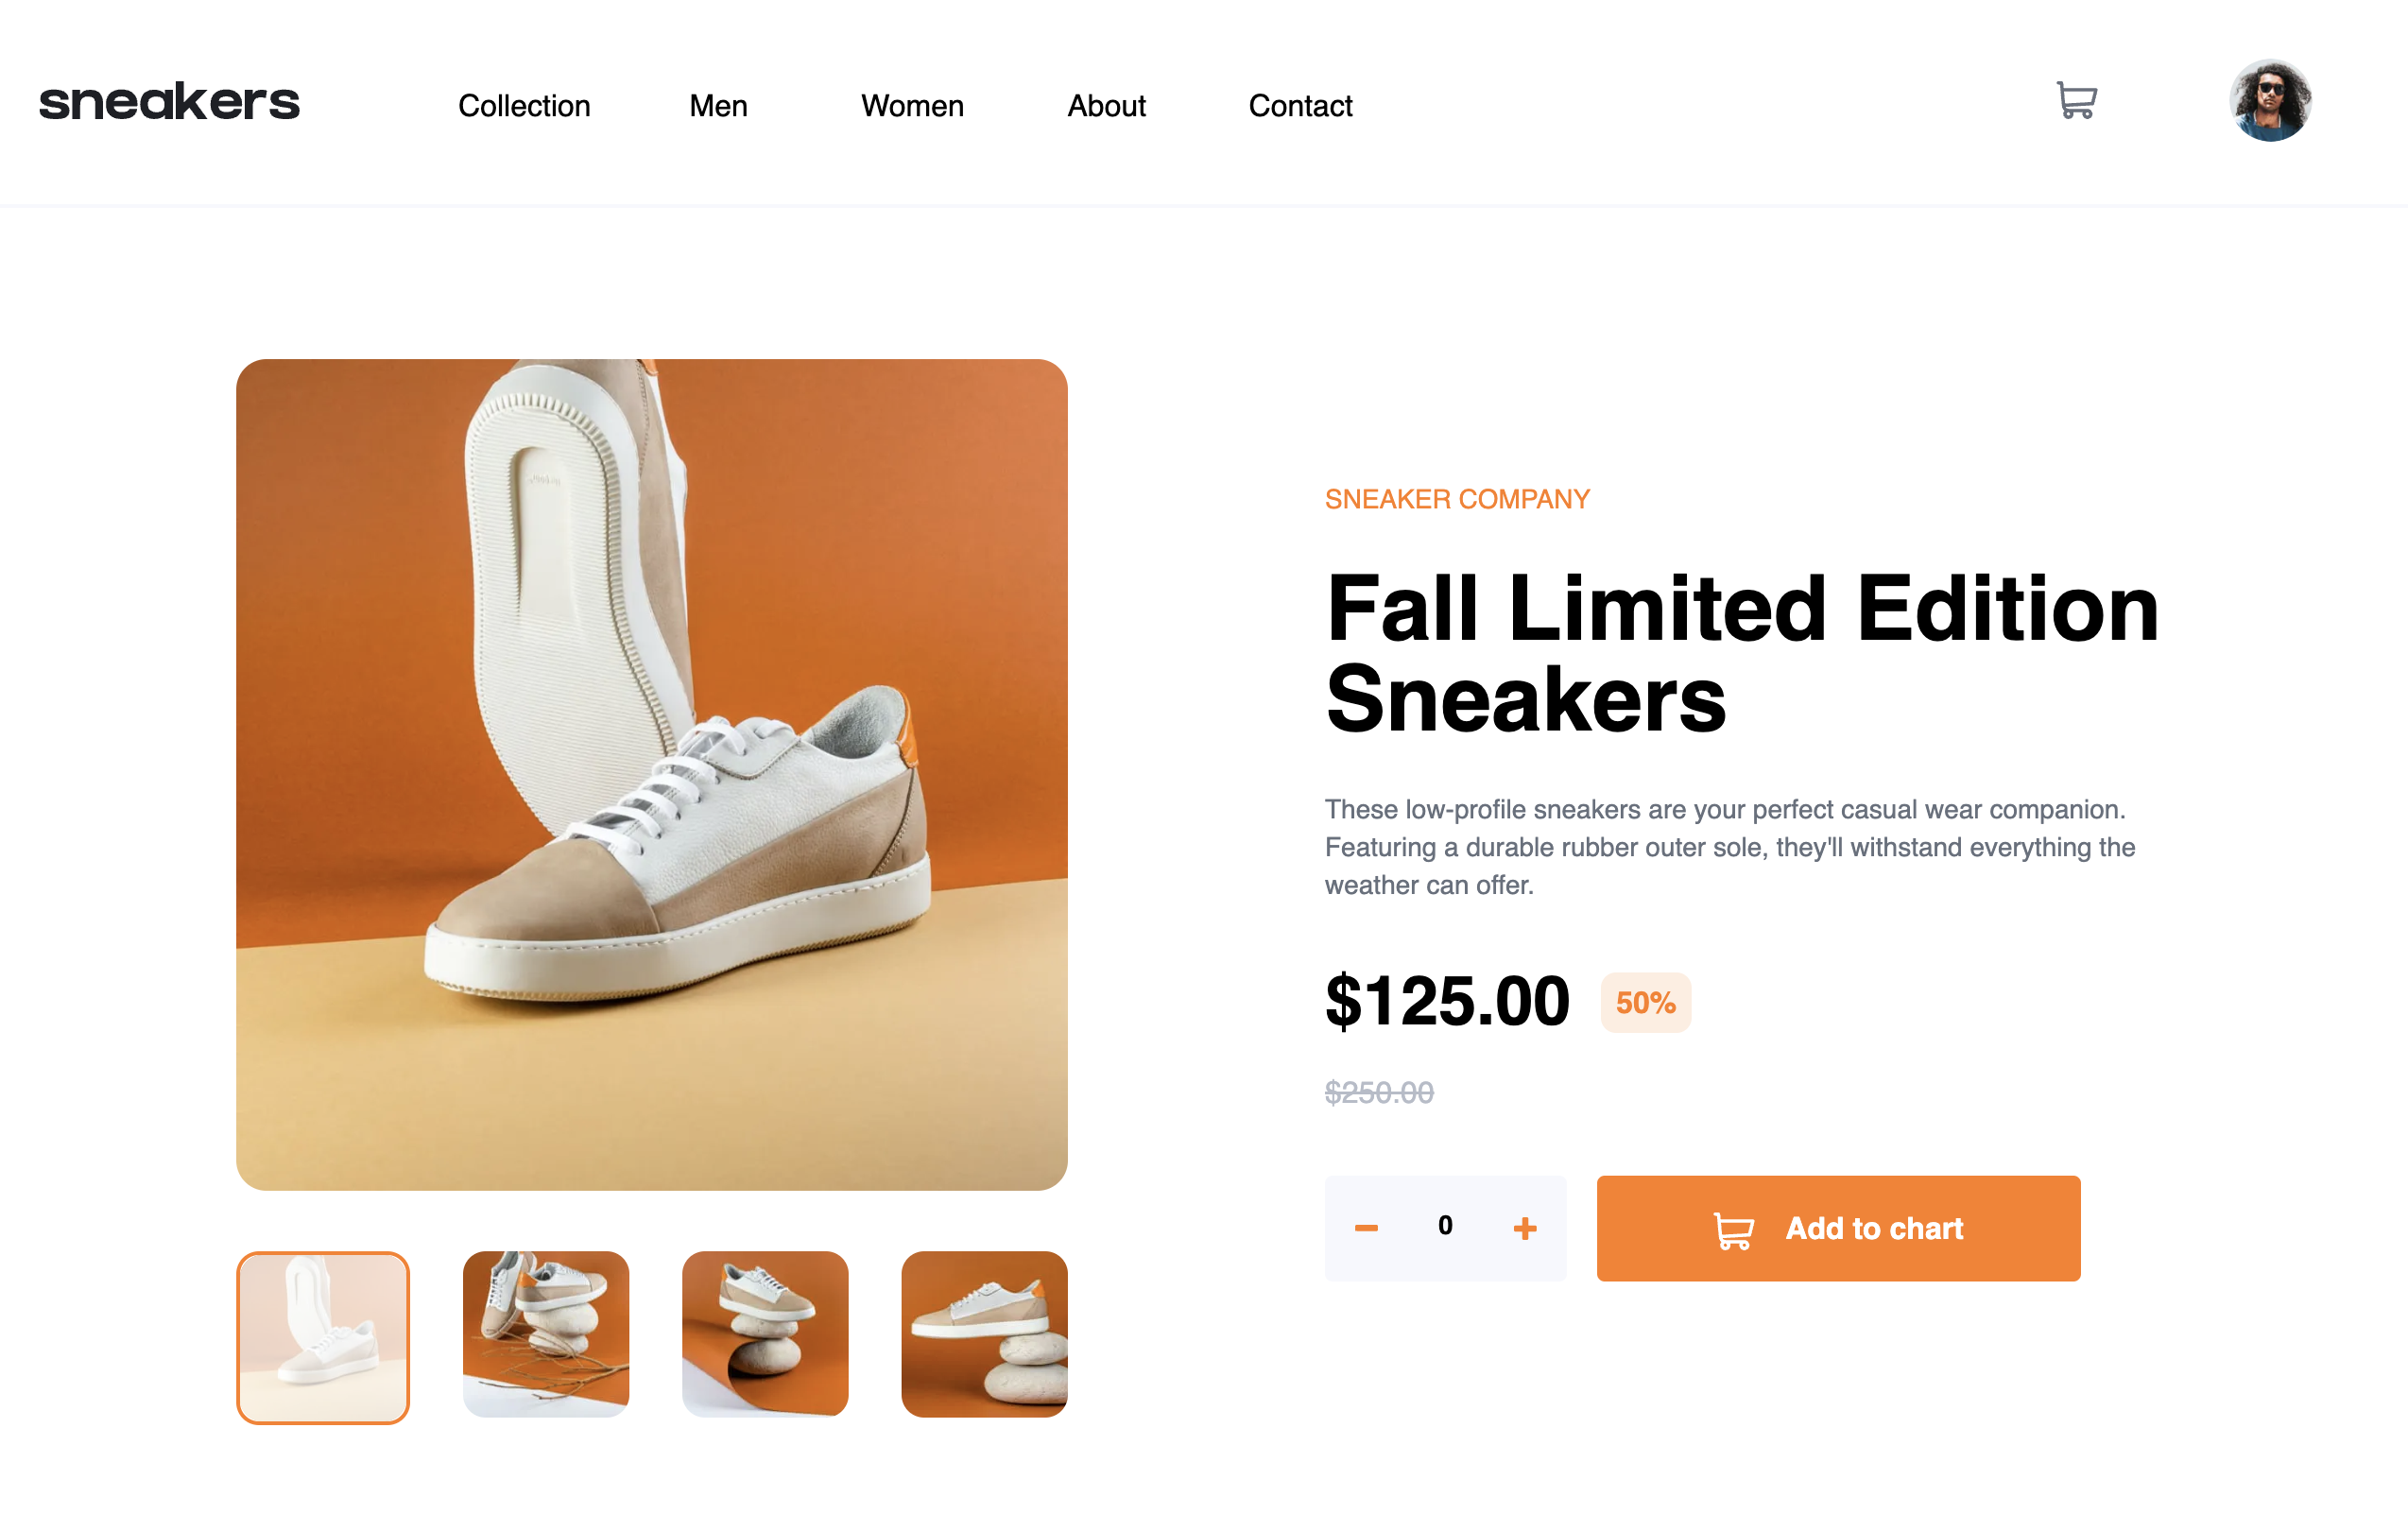 sneakers
Collection Men Women About Contact
SNEAKER COMPANY
Fall Limited Edition
Sneakers
These low-profile sneakers are your perfect casual wear companion.
Featuring a durable rubber outer sole, they'll withstand everything the
weather can offer.
$125.00 50%
$250.00
0 Add to chart